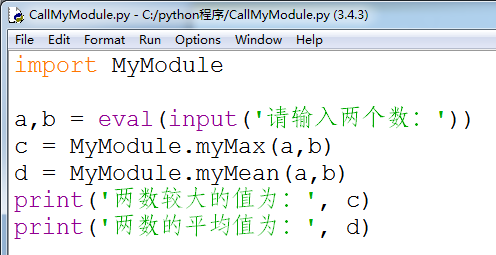 CallMyModule.py - C:/python程序/CallMyModule.py (3.4.3)
File Edit Format Run Options Window Help
import MyModule
a,b = eval(input('请输入两个数：'))
c = MyModule.myMax(a,b)
d = MyModule.myMean(a,b)
print('两数较大的值为：', c)
print('两数的平均值为：', d)